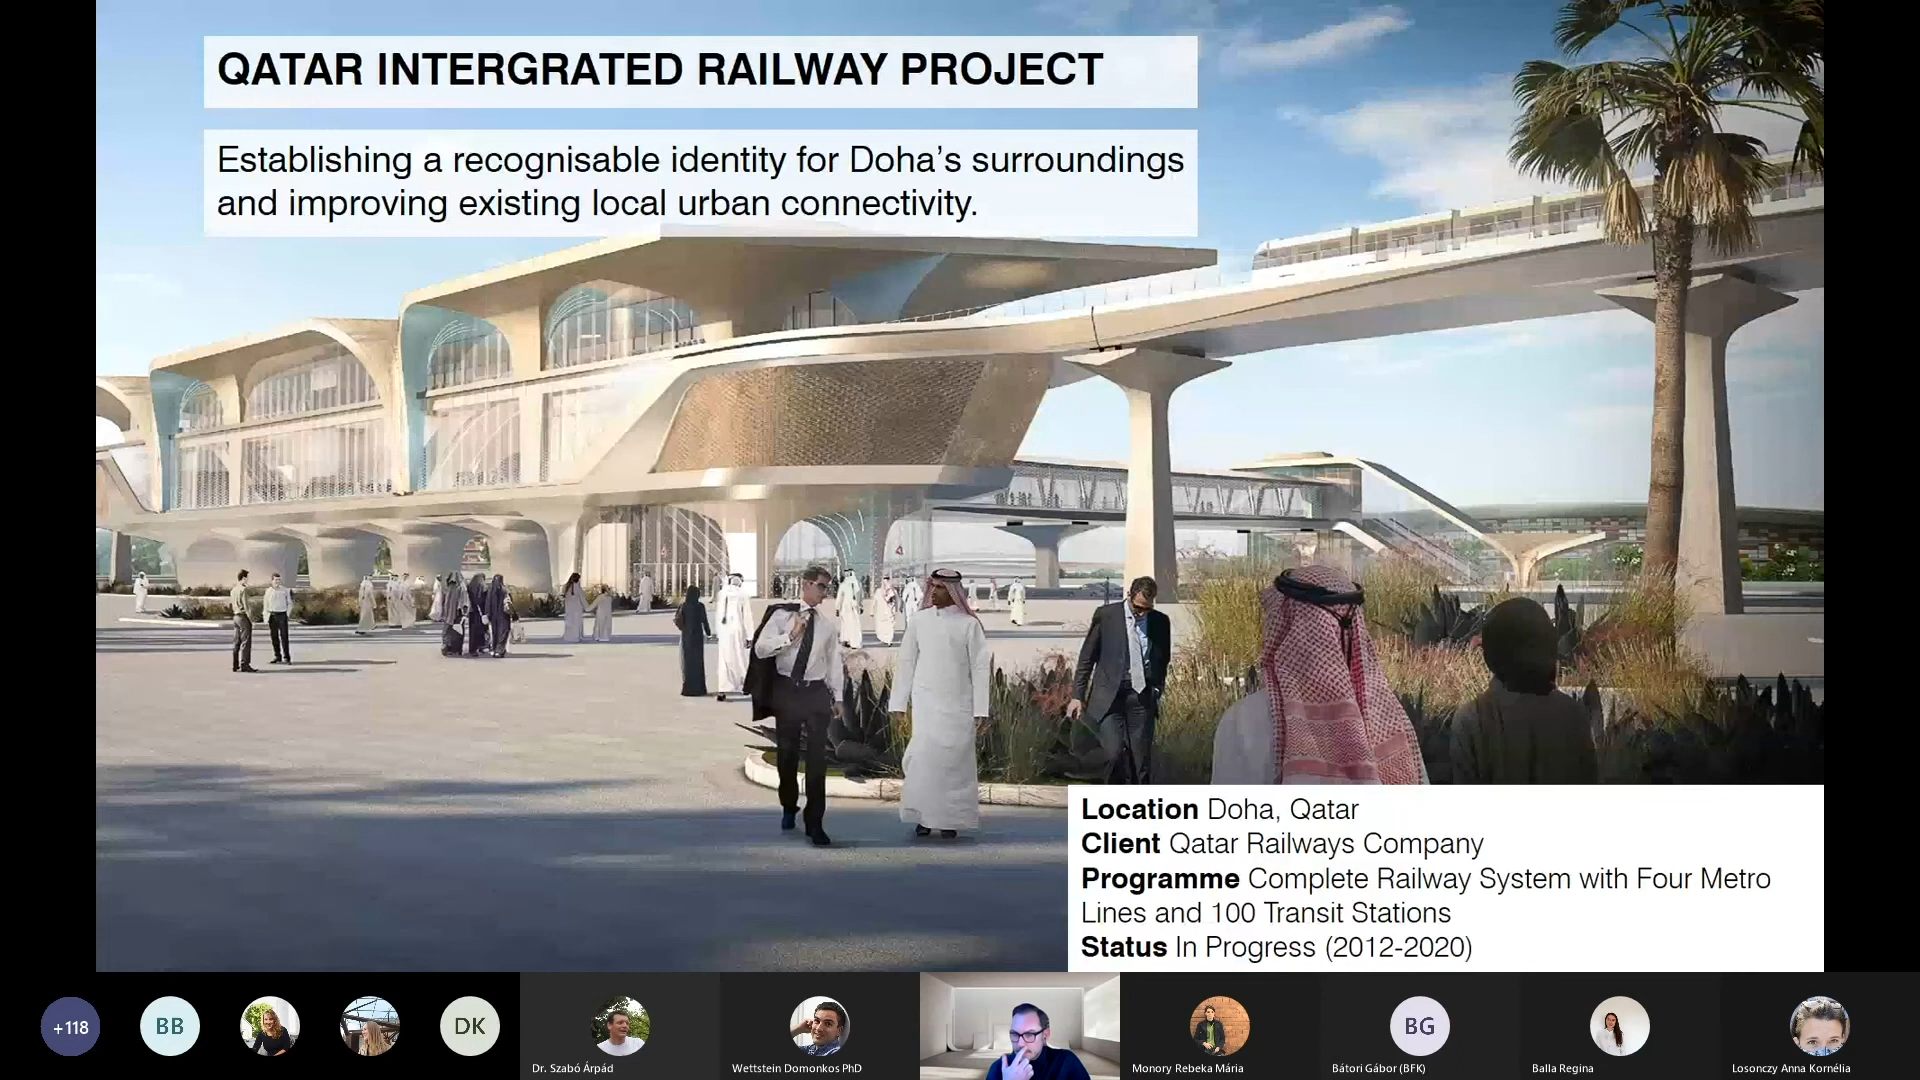 QATAR INTERGRATED RAILWAY PROJECT
Establishing a recognisable identity for Doha’s surroundings
and improving existing local urban connectivity.
Location Doha, Qatar
Client Qatar Railways Company
Programme Complete Railway System with Four Metro
Lines and 100 Transit Stations
Status In Progress (2012-2020)
+118
BB
DK
Dr. Szabó Árpád
Wettstein Domonkos PhD
Monory Rebeka Mária
BG
Bátori Gábor (BFK)
Balla Regina
Losonczy Anna Kornélia